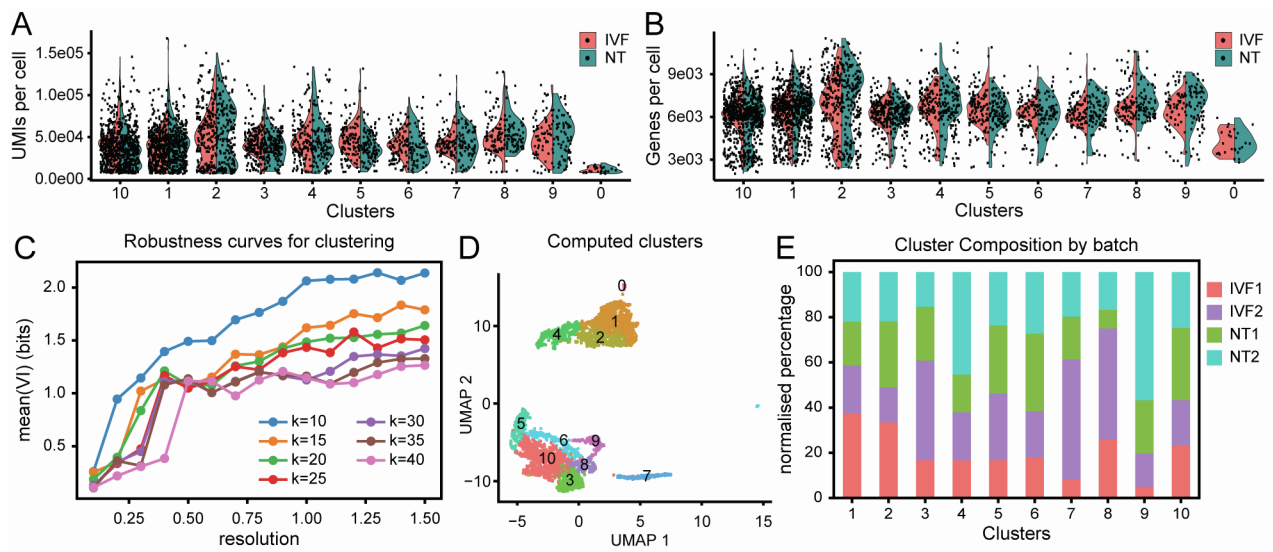 A
UMIs per cell
1.5e05
1.0e05
5.0e04
0.0e00
10 1 2 3 4 5 6 7 8 9 0
Clusters
IVF
NT
B
Genes per cell
9e03
6e03
3e03
10 1 2 3 4 5 6 7 8 9 0
Clusters
IVF
NT
C
Robustness curves for clustering
mean(VI) (bits)
2.0
1.5
1.0
0.5
k=10 k=30
k=15 k=35
k=20 k=40
k=25
0.25 0.50 0.75 1.00 1.25 1.50
resolution
D
Computed clusters
UMAP 2
10
0
−10
0
1
4
2
5
6 9
10
8
3
7
−5 0 5 10 15
UMAP 1
E
Cluster Composition by batch
normalised percentage
100
80
60
40
20
0
1 2 3 4 5 6 7 8 9 10
Clusters
IVF1
IVF2
NT1
NT2